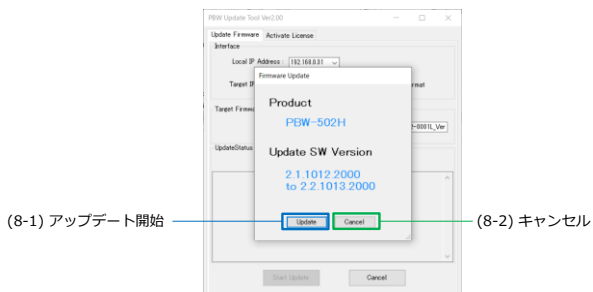 PBW Update Tool Ver2.00
Update Firmware Activate License
Interface
Local IP Address : 192.168.0.31
Target IP
rmat
Firmware Update
Product
PBW-502H
Target Firmwa
2-0001L_Ver
Update SW Version
UpdateStatus
2.1.1012.2000
to 2.2.1013.2000
(8-1) アップデート開始
Update Cancel
(8-2) キャンセル
Start Update Cancel